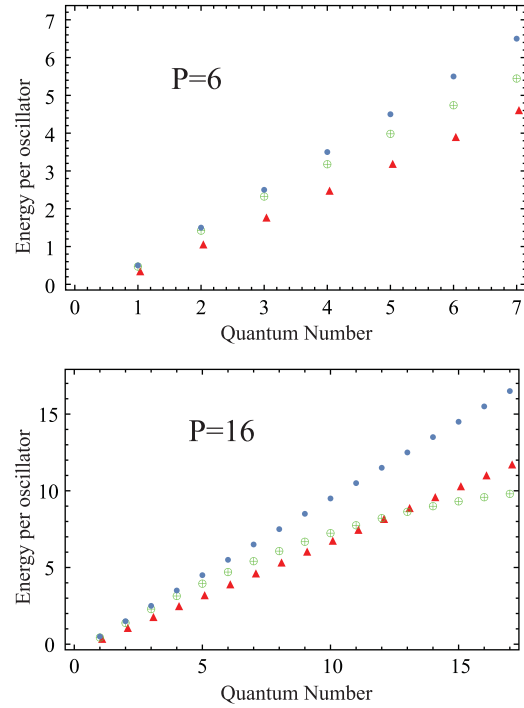 7
6
5
4
3
2
1
0
Energy per oscillator
P=6
0 1 2 3 4 5 6 7
Quantum Number
15
10
5
0
Energy per oscillator
P=16
0 5 10 15
Quantum Number